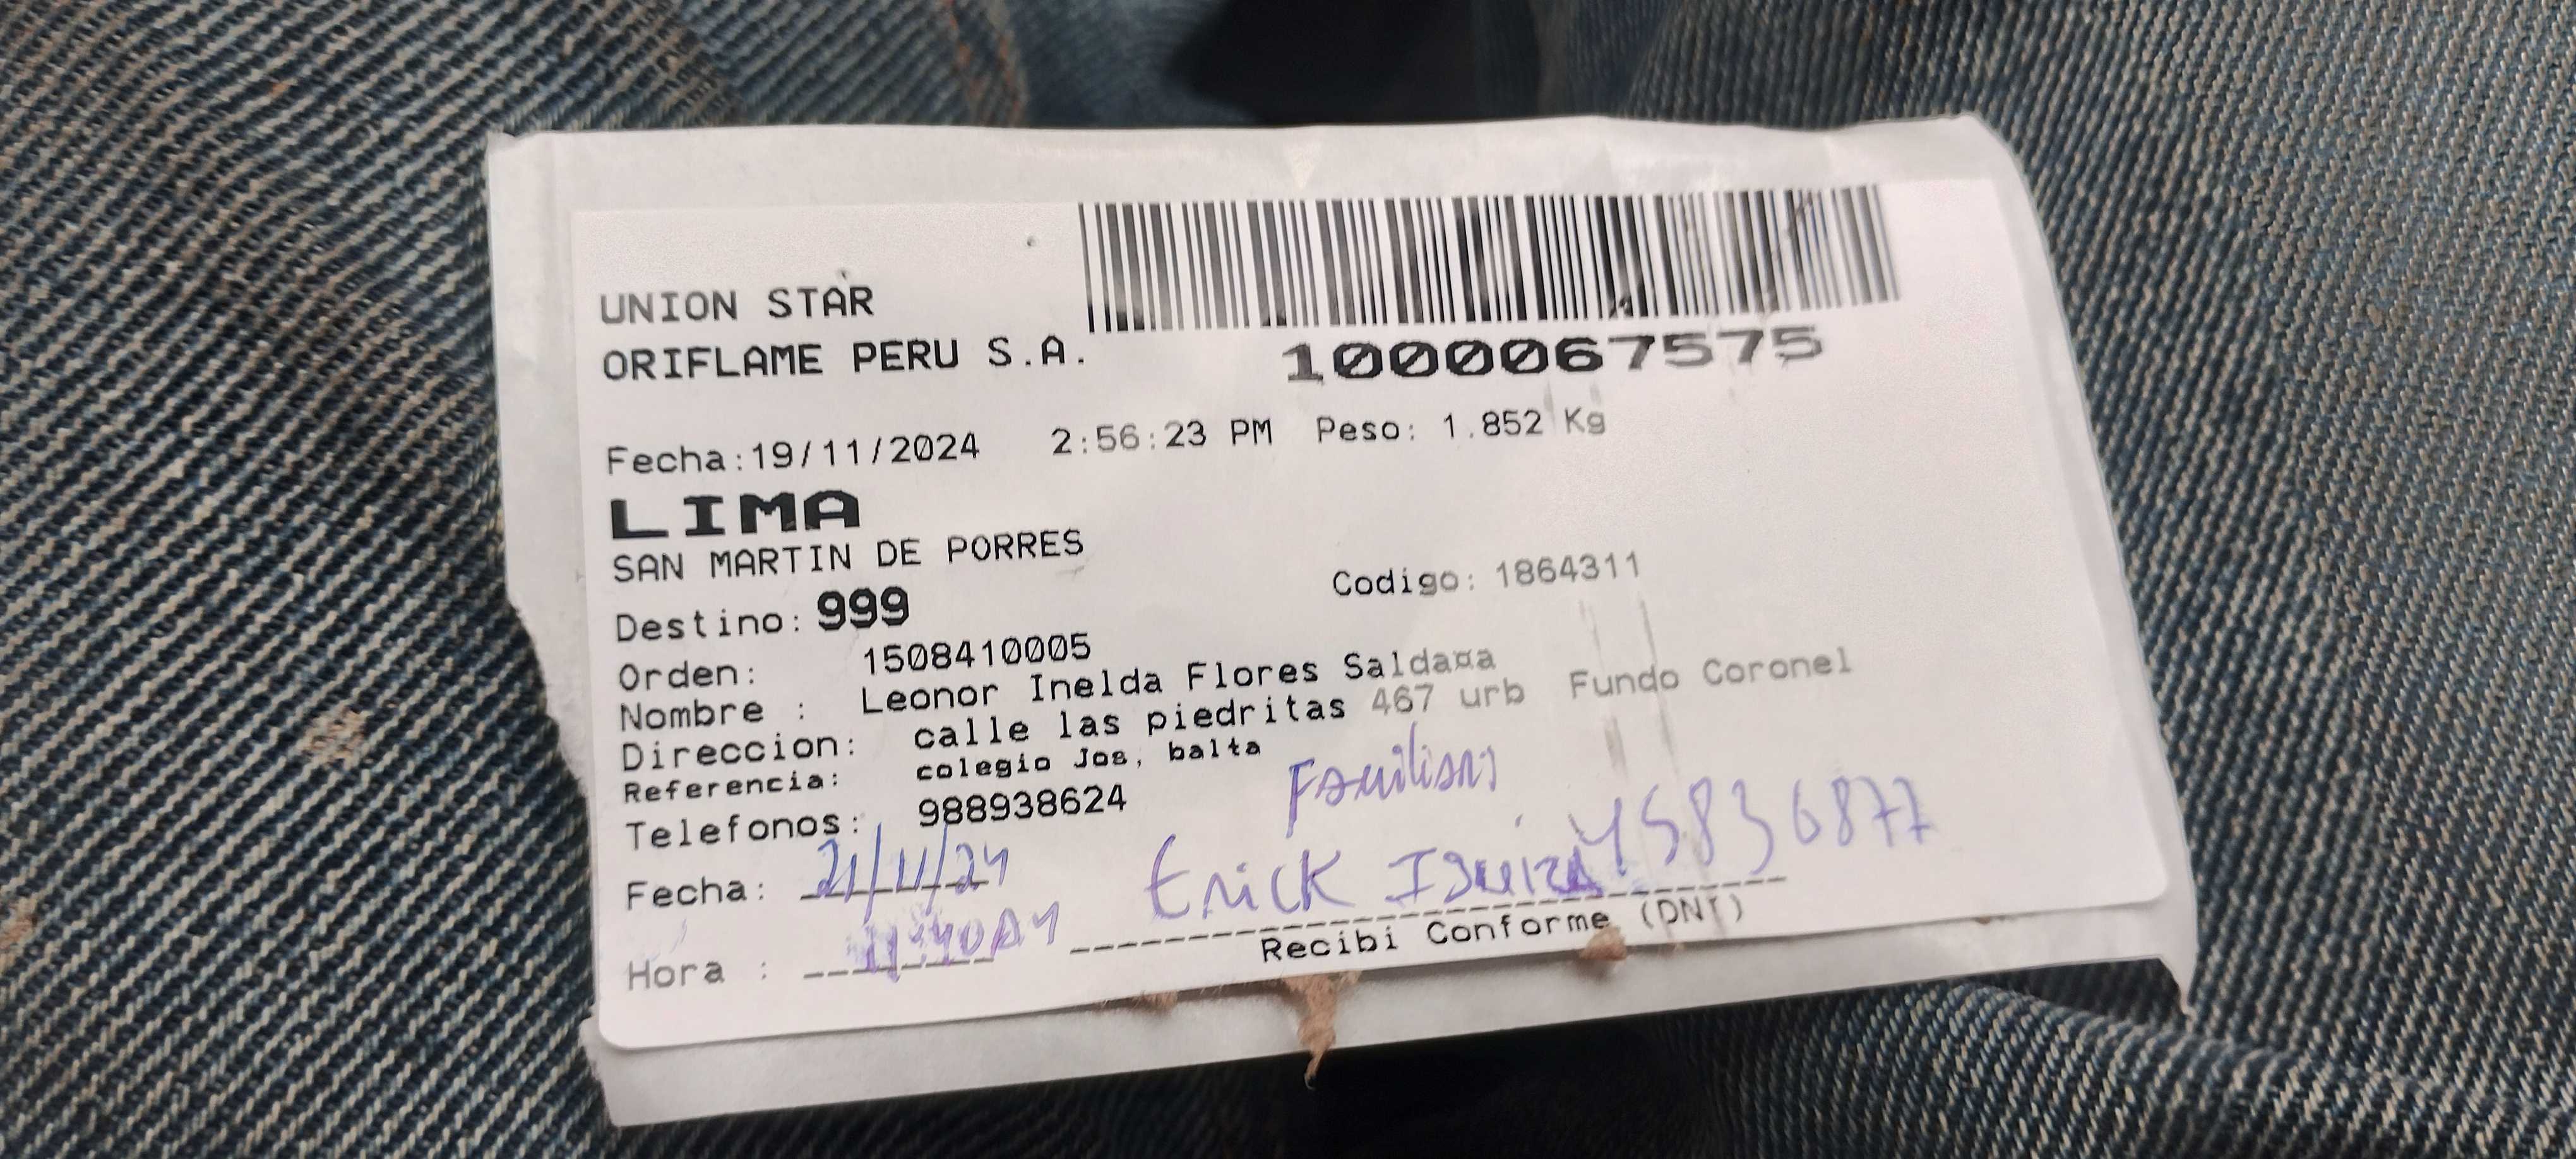 UNION STAR
ORIFLAME PERU S.A.
1000067575
Fecha:19/11/2024 2:56:23 PM Peso: 1.852 Kg
LIMA
SAN MARTIN DE PORRES
Destino: 999 Codigo: 1864311
Orden: 1508410005
Nombre : Leonor Inelda Flores Salda¤a
Direccion: calle las piedritas 467 urb Fundo Coronel
Referencia: colegio Jos, balta
Telefonos: 988938624
Familiar
Fecha: 21/11/24 Erick 45836877
Hora : 11:40AM
Recibi Conforme (DNI)